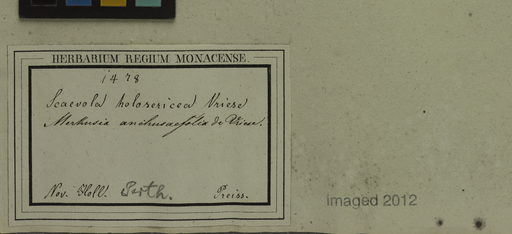 HERBARIUM REGIUM MONACENSE.
1478
Scaevola holosericea Vriese
Merkusia anchusaefolia de Vriese.
Nov. Holl. Perth. Preiss.
Imaged 2012